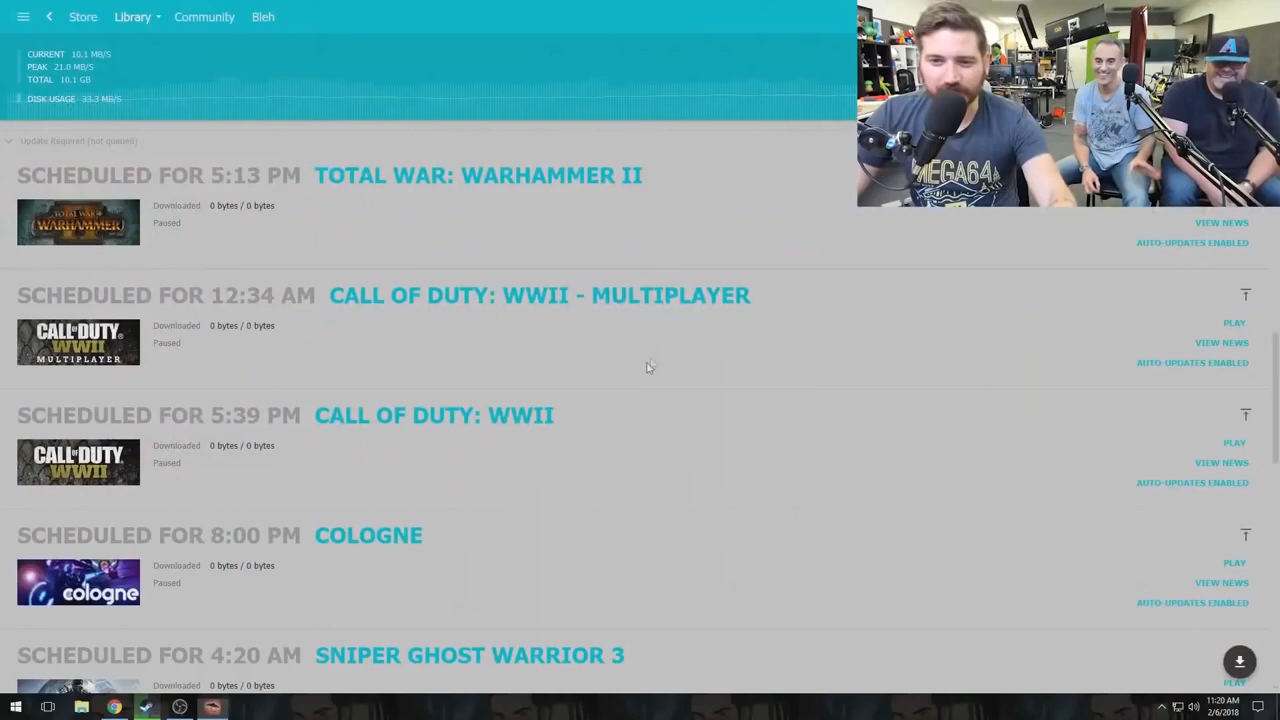 Store Library Community Bleh
CURRENT 10.1 MB/S
PEAK 21.0 MB/S
TOTAL 10.1 GB
DISK USAGE 33.3 MB/S
Update Required (not queued)
SCHEDULED FOR 5:13 PM TOTAL WAR: WARHAMMER II
TOTAL WAR
WARHAMMER
II
Downloaded 0 bytes / 0 bytes
Paused
VIEW NEWS
AUTO-UPDATES ENABLED
SCHEDULED FOR 12:34 AM CALL OF DUTY: WWII - MULTIPLAYER
CALL OF DUTY®
WWII
MULTIPLAYER
Downloaded 0 bytes / 0 bytes
Paused
PLAY
VIEW NEWS
AUTO-UPDATES ENABLED
SCHEDULED FOR 5:39 PM CALL OF DUTY: WWII
CALL OF DUTY
WWII
Downloaded 0 bytes / 0 bytes
Paused
PLAY
VIEW NEWS
AUTO-UPDATES ENABLED
SCHEDULED FOR 8:00 PM COLOGNE
cologne
Downloaded 0 bytes / 0 bytes
Paused
PLAY
VIEW NEWS
AUTO-UPDATES ENABLED
SCHEDULED FOR 4:20 AM SNIPER GHOST WARRIOR 3
Downloaded 0 bytes / 0 bytes
PLAY
MEGA64
A
11:20 AM
2/6/2018